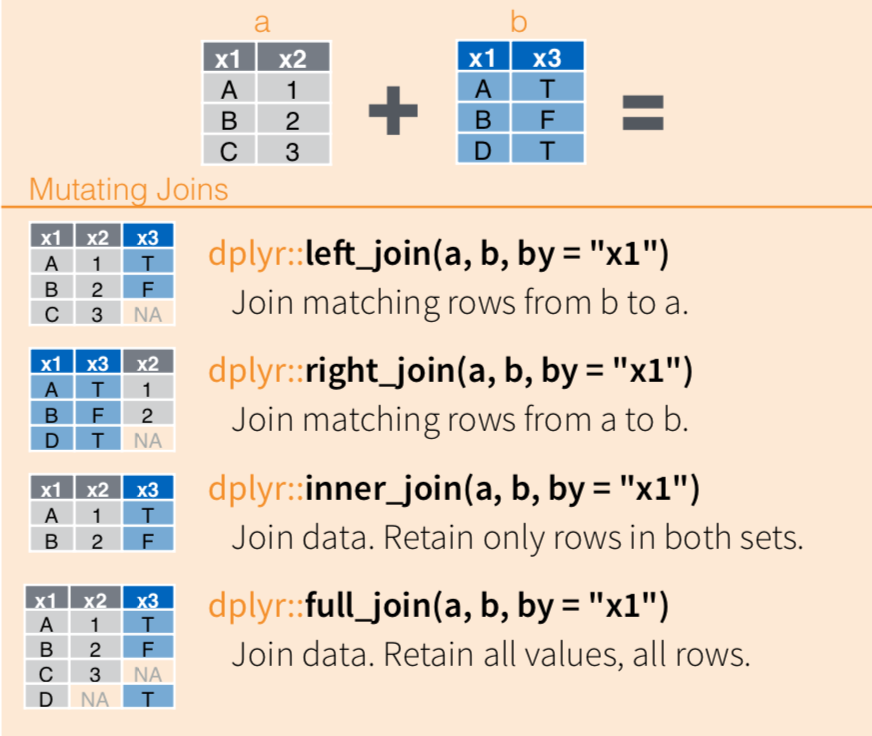 a b
x1 x2 x1 x3
A 1 A T
B 2 + B F =
C 3 D T
Mutating Joins
x1 x2 x3
A 1 T
B 2 F
C 3 NA
dplyr::left_join(a, b, by = "x1")
Join matching rows from b to a.
x1 x3 x2
A T 1
B F 2
D T NA
dplyr::right_join(a, b, by = "x1")
Join matching rows from a to b.
x1 x2 x3
A 1 T
B 2 F
dplyr::inner_join(a, b, by = "x1")
Join data. Retain only rows in both sets.
x1 x2 x3
A 1 T
B 2 F
C 3 NA
D NA T
dplyr::full_join(a, b, by = "x1")
Join data. Retain all values, all rows.